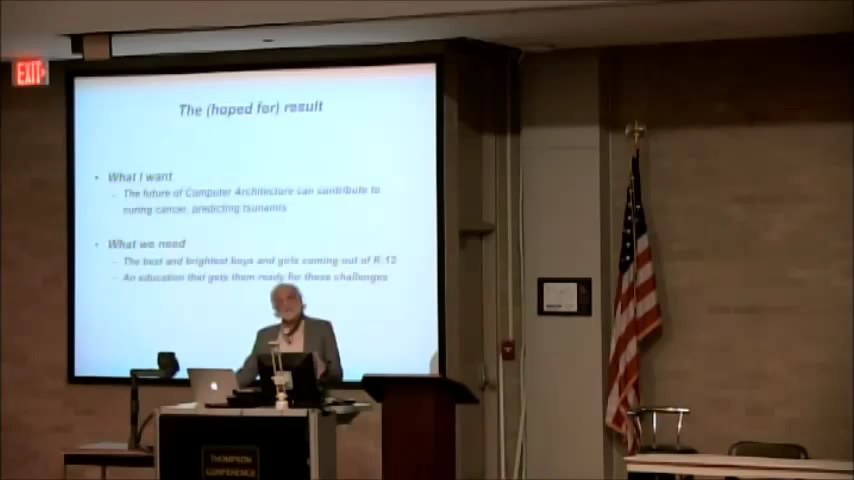 EXIT
The (hoped for) result
• What I want
– The future of Computer Architecture can contribute to
curing cancer, predicting tsunamis
• What we need
– The best and brightest boys and girls coming out of K-12
– An education that gets them ready for these challenges
THOMPSON
CONFERENCE